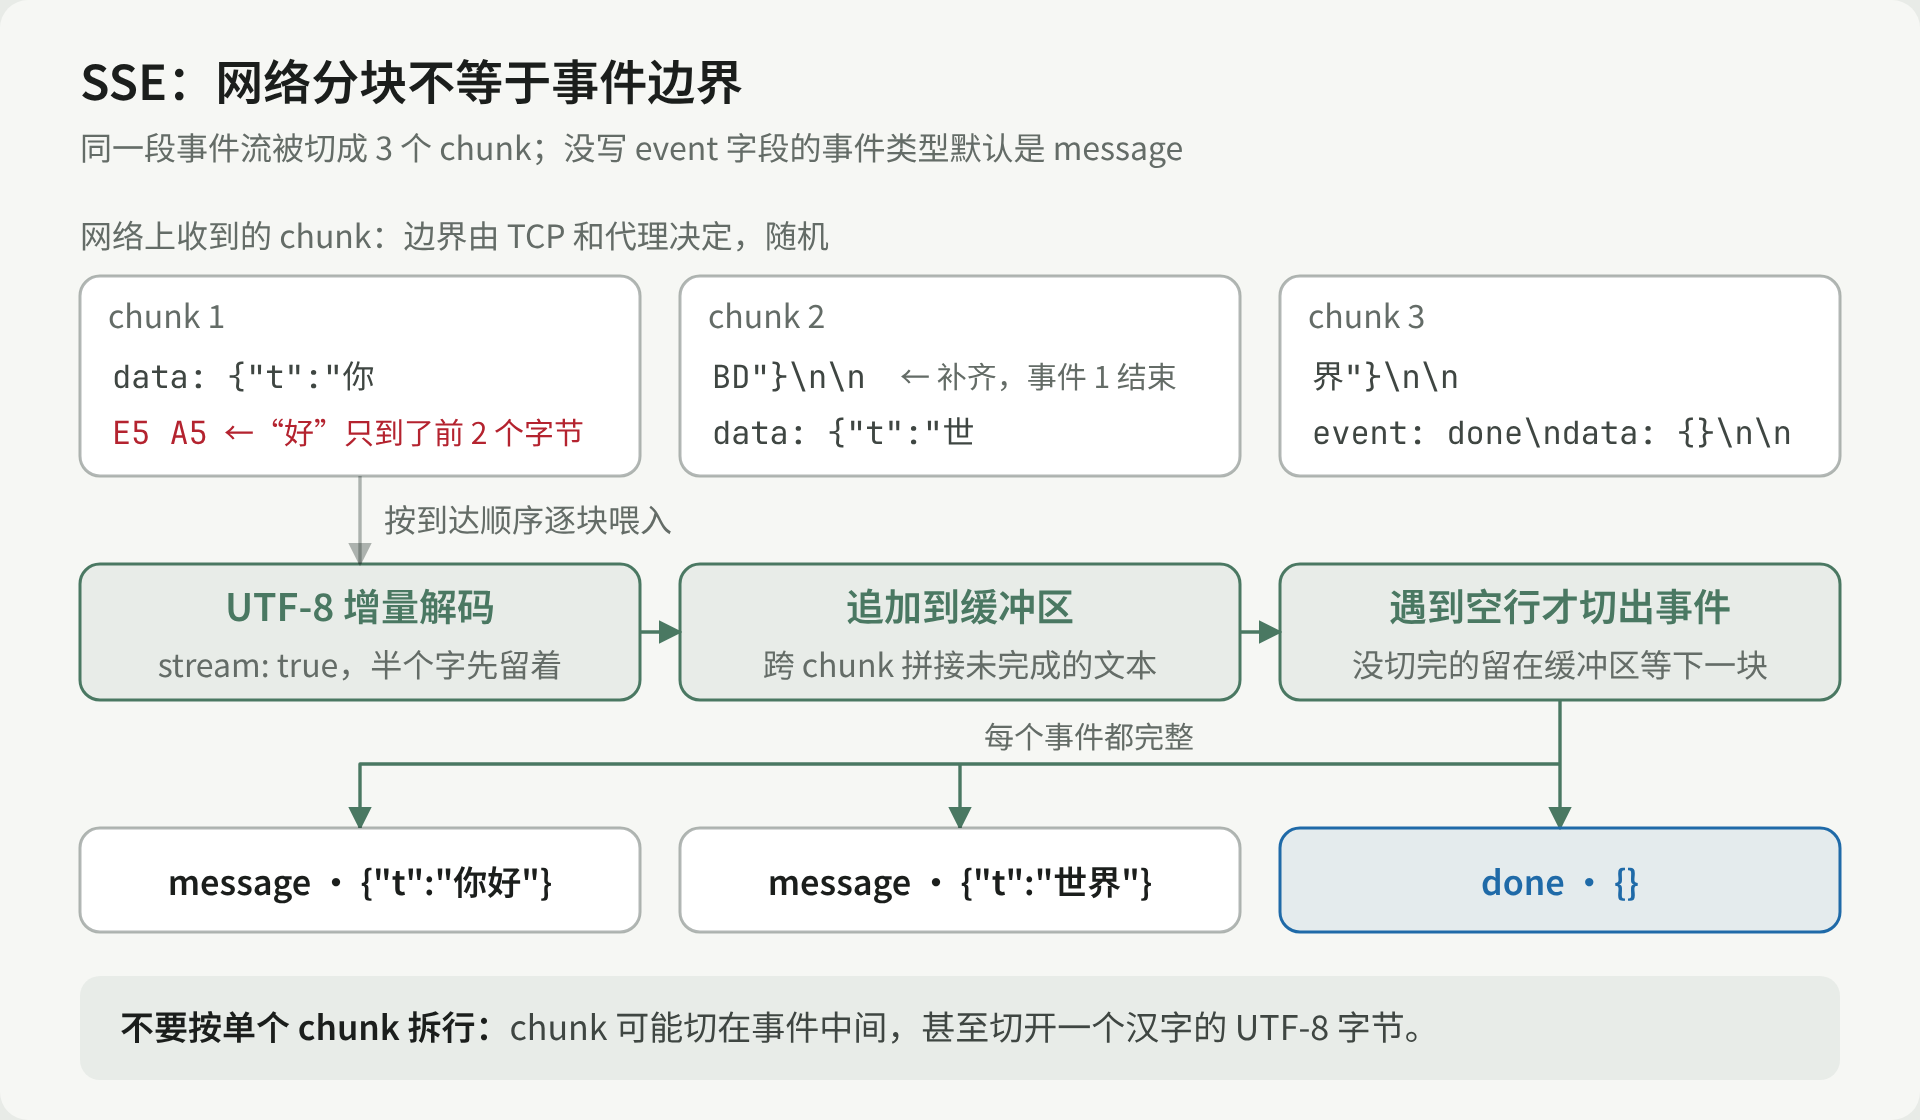 SSE：网络分块不等于事件边界
同一段事件流被切成 3 个 chunk；没写 event 字段的事件类型默认是 message
网络上收到的 chunk：边界由 TCP 和代理决定，随机
chunk 1
data: {"t":"你
E5 A5 ← “好” 只到了前 2 个字节
chunk 2
BD"}\n\n ← 补齐，事件 1 结束
data: {"t":"世
chunk 3
界"}\n\n
event: done\ndata: {}\n\n
按到达顺序逐块喂入
UTF-8 增量解码
stream: true，半个字先留着
追加到缓冲区
跨 chunk 拼接未完成的文本
遇到空行才切出事件
没切完的留在缓冲区等下一块
每个事件都完整
message · {"t":"你好"}
message · {"t":"世界"}
done · {}
不要按单个 chunk 拆行：chunk 可能切在事件中间，甚至切开一个汉字的 UTF-8 字节。